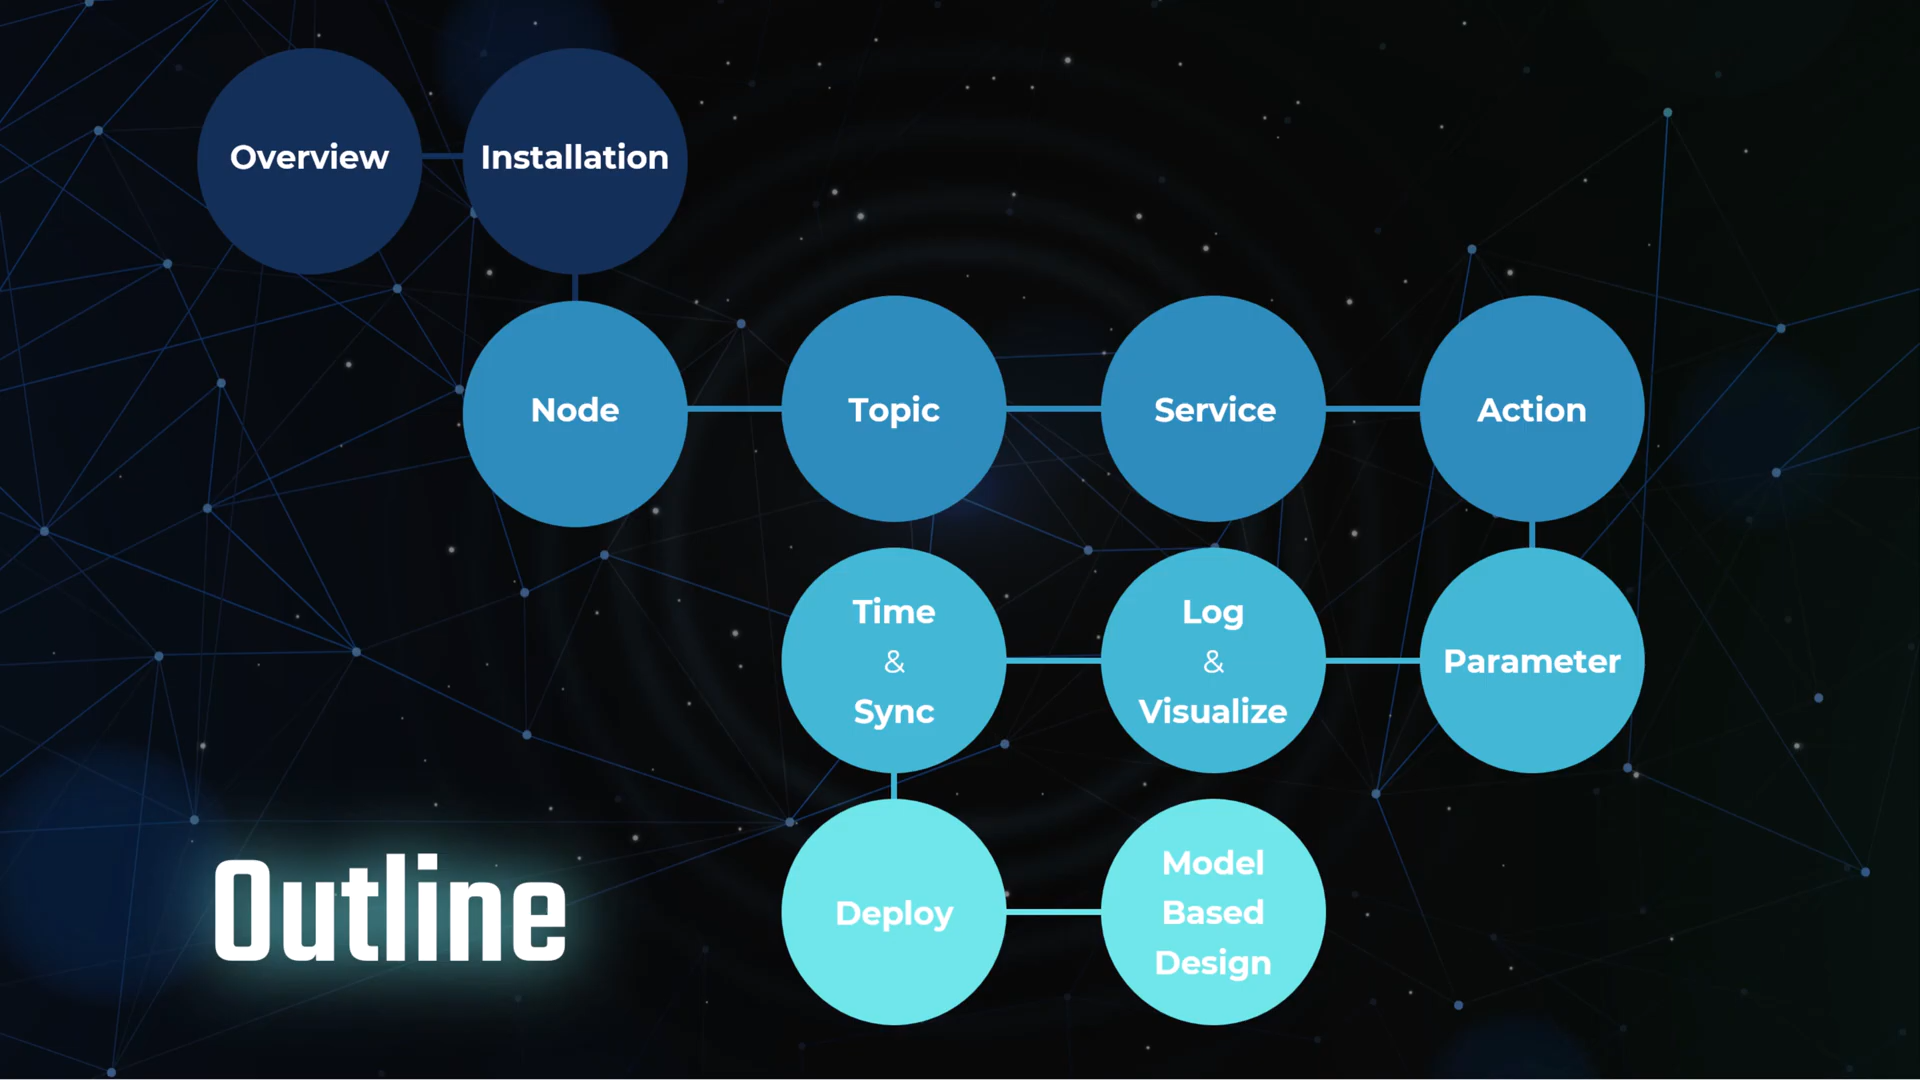 Overview
Installation
Node
Topic
Service
Action
Time
&
Sync
Log
&
Visualize
Parameter
Deploy
Model
Based
Design
Outline